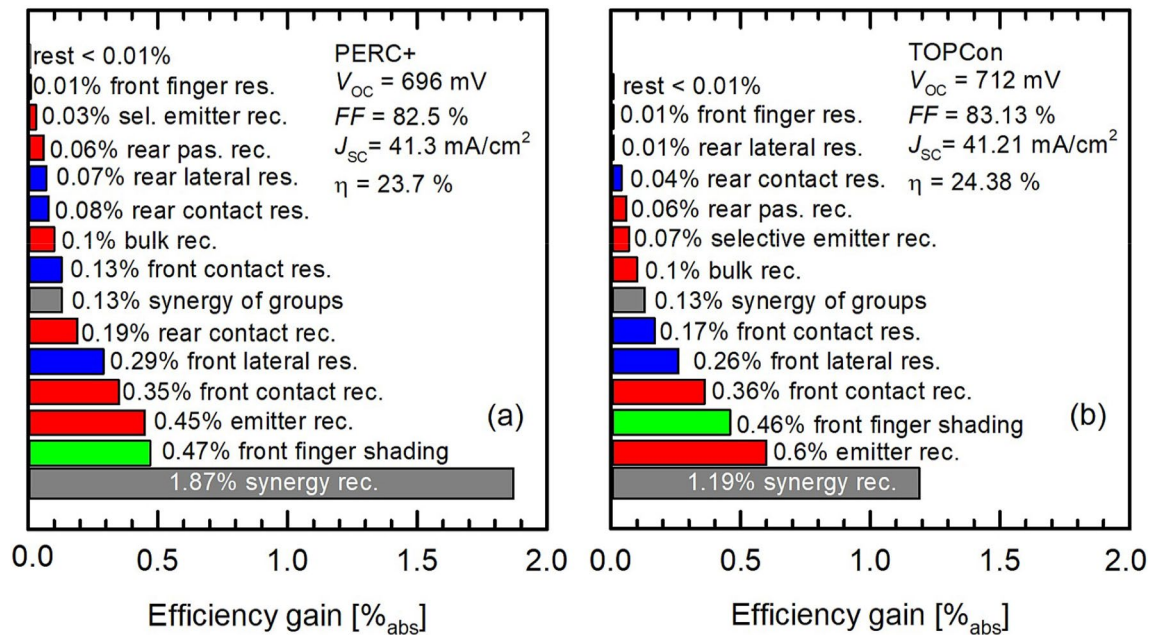 rest < 0.01%
0.01% front finger res.
0.03% sel. emitter rec.
0.06% rear pas. rec.
0.07% rear lateral res.
0.08% rear contact res.
0.1% bulk rec.
0.13% front contact res.
0.13% synergy of groups
0.19% rear contact rec.
0.29% front lateral res.
0.35% front contact rec.
0.45% emitter rec.
0.47% front finger shading
1.87% synergy rec.
PERC+
VOC = 696 mV
FF = 82.5 %
JSC= 41.3 mA/cm²
η = 23.7 %
(a)
0.0 0.5 1.0 1.5 2.0
Efficiency gain [%abs]
rest < 0.01%
0.01% front finger res.
0.01% rear lateral res.
0.04% rear contact res.
0.06% rear pas. rec.
0.07% selective emitter rec.
0.1% bulk rec.
0.13% synergy of groups
0.17% front contact res.
0.26% front lateral res.
0.36% front contact rec.
0.46% front finger shading
0.6% emitter rec.
1.19% synergy rec.
TOPCon
VOC = 712 mV
FF = 83.13 %
JSC= 41.21 mA/cm²
η = 24.38 %
(b)
0.0 0.5 1.0 1.5 2.0
Efficiency gain [%abs]